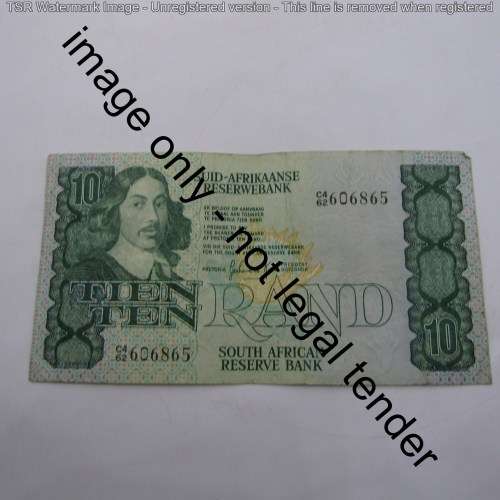 TSR Watermark Image - Unregistered version - This line is removed when registered
image only - not legal tender
10
SUID-AFRIKAANSE
RESERWEBANK
C4/62 606865
PRETORIA
TIEN
TEN
RAND
C4/62 606865
SOUTH AFRICAN
RESERVE BANK
10